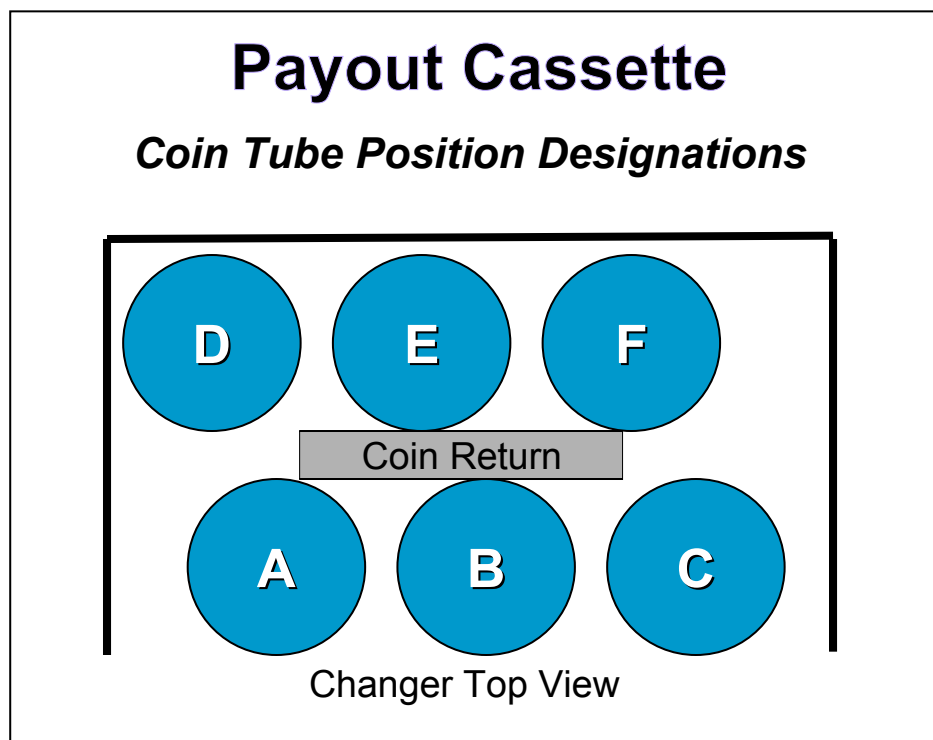 Payout Cassette
Coin Tube Position Designations
D E F
Coin Return
A B C
Changer Top View